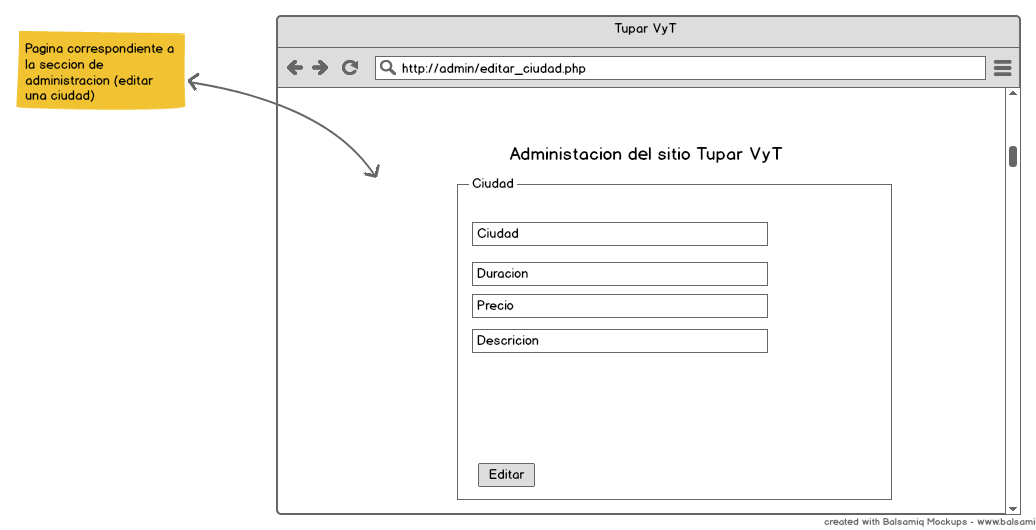 Tupar VyT
Pagina correspondiente a
la seccion de
administracion (editar
una ciudad)
http://admin/editar_ciudad.php
Administacion del sitio Tupar VyT
Ciudad
Ciudad
Duracion
Precio
Descricion
Editar
created with Balsamiq Mockups - www.balsami